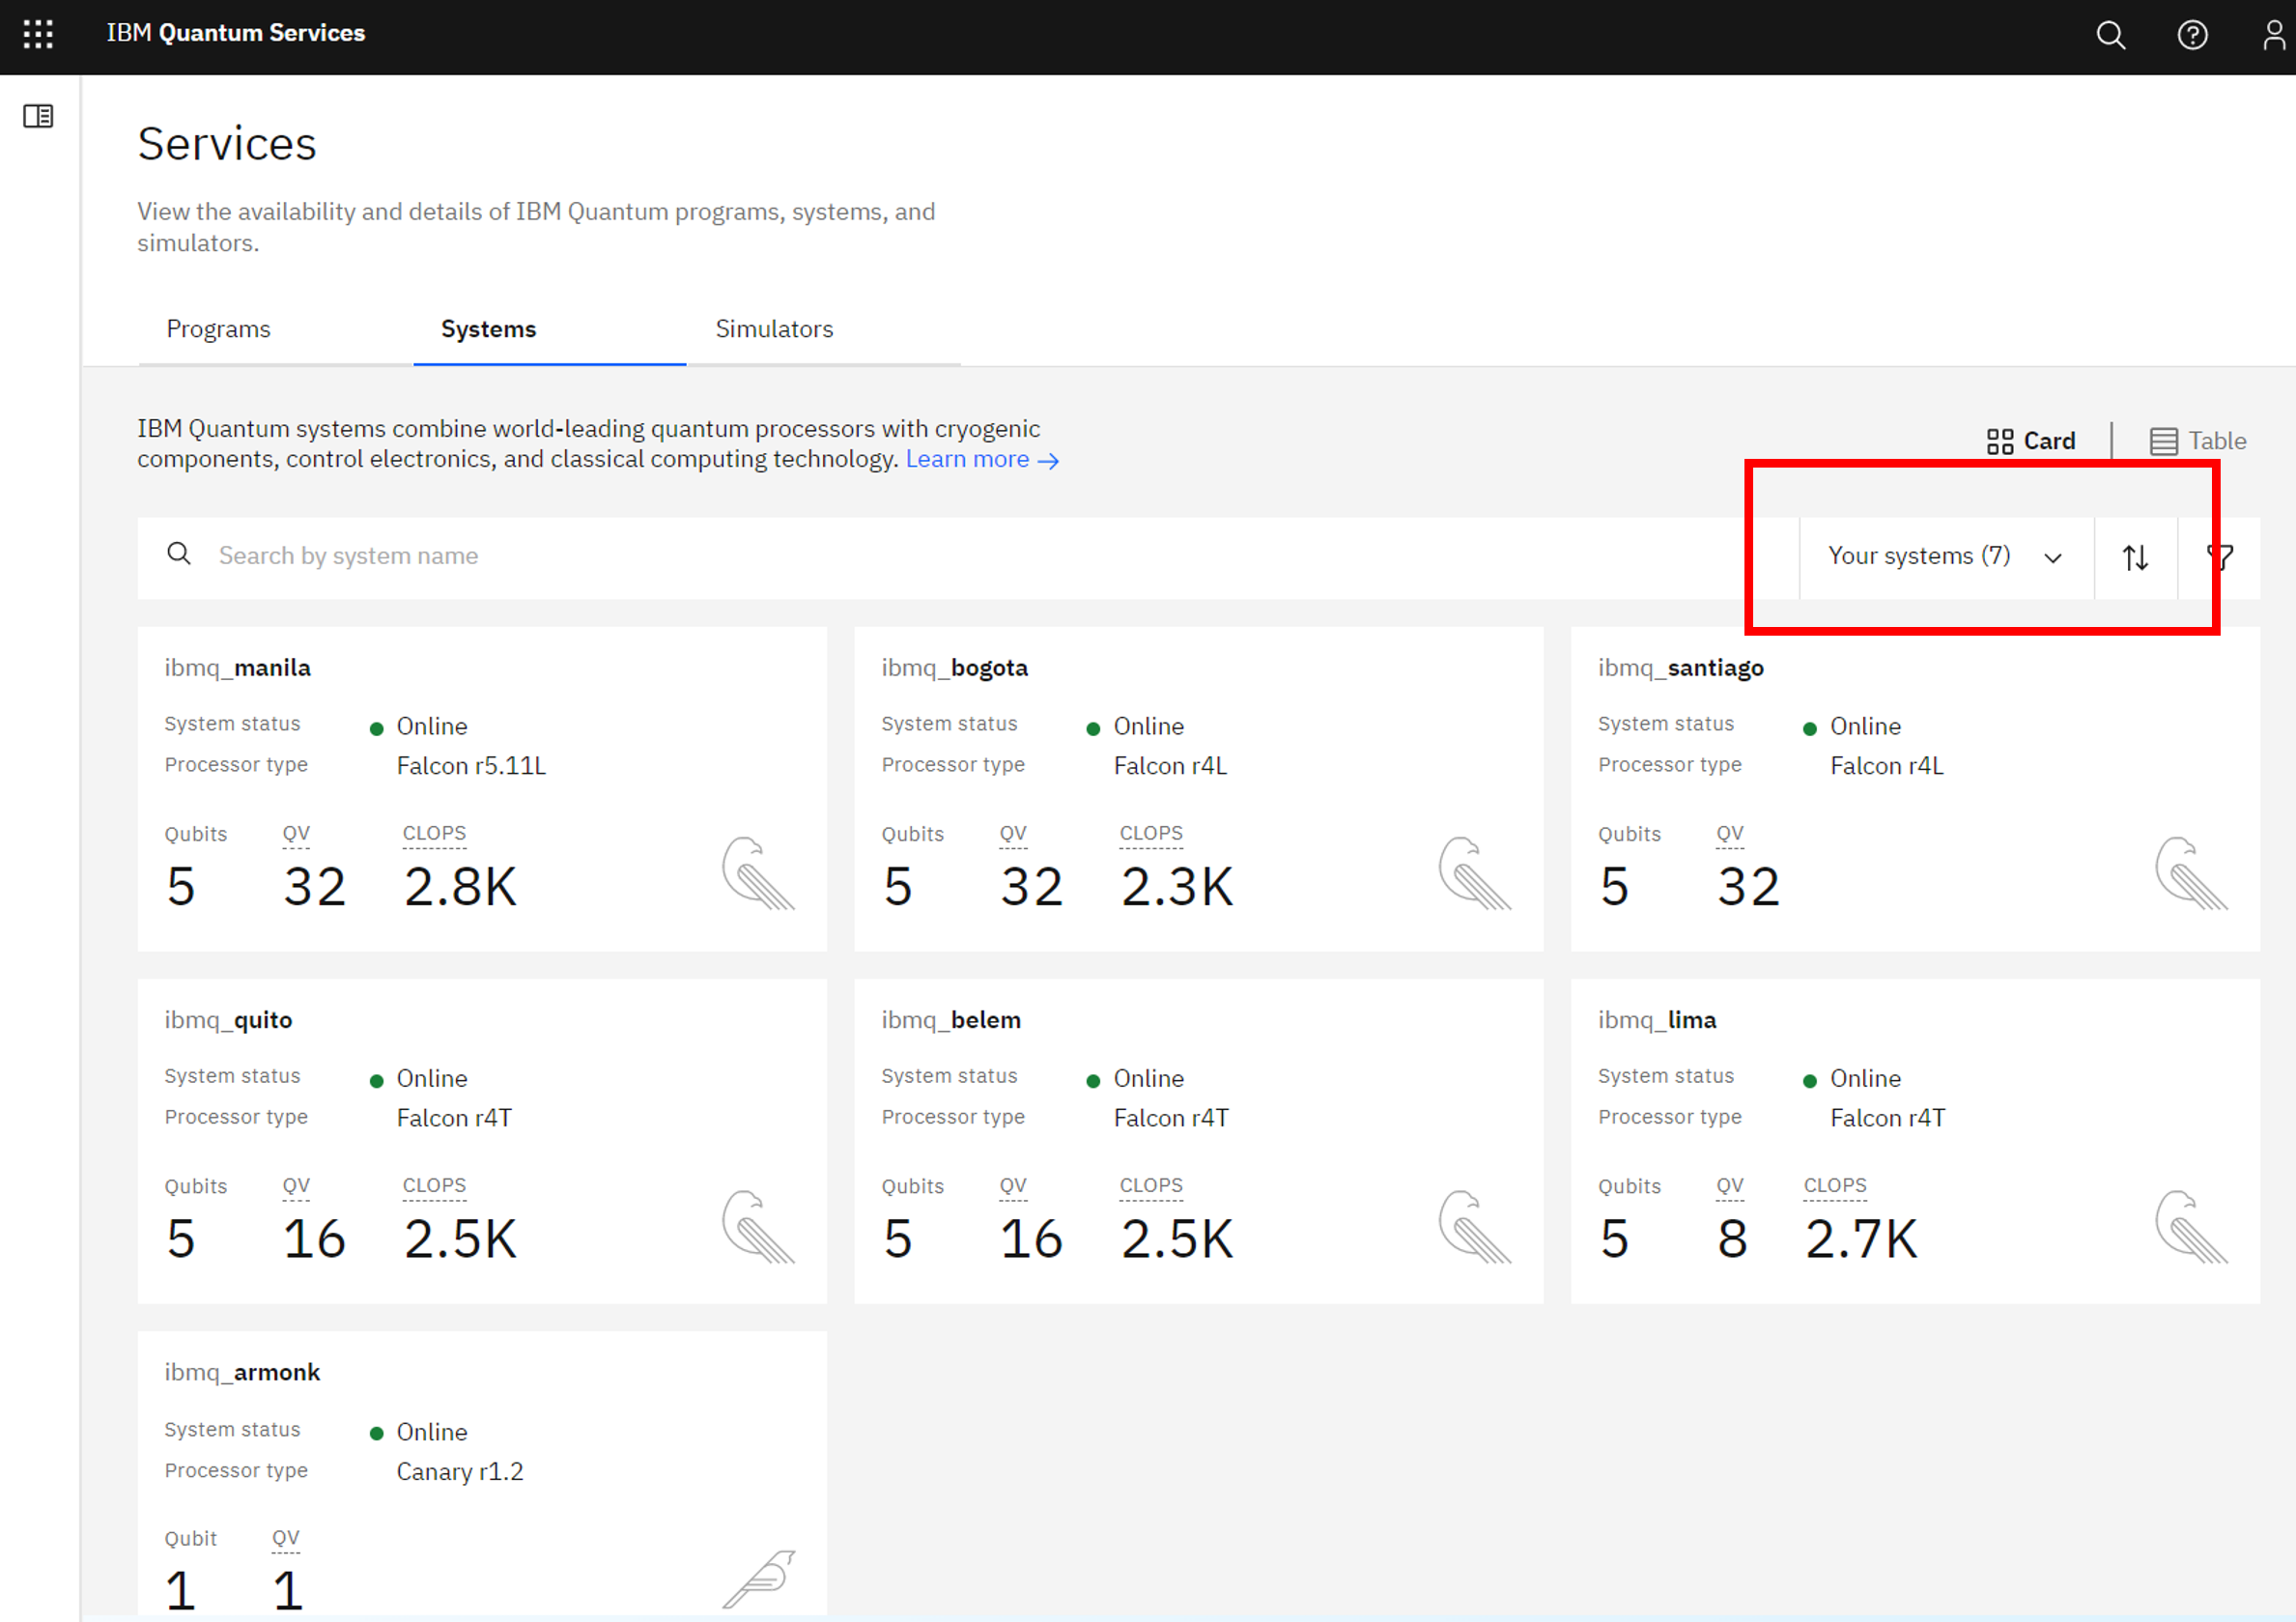 IBM Quantum Services
Services
View the availability and details of IBM Quantum programs, systems, and
simulators.
Programs Systems Simulators
IBM Quantum systems combine world-leading quantum processors with cryogenic
components, control electronics, and classical computing technology. Learn more →
Card | Table
Search by system name
Your systems (7)
ibmq_manila
System status Online
Processor type Falcon r5.11L
Qubits QV CLOPS
5 32 2.8K
ibmq_bogota
System status Online
Processor type Falcon r4L
Qubits QV CLOPS
5 32 2.3K
ibmq_santiago
System status Online
Processor type Falcon r4L
Qubits QV
5 32
ibmq_quito
System status Online
Processor type Falcon r4T
Qubits QV CLOPS
5 16 2.5K
ibmq_belem
System status Online
Processor type Falcon r4T
Qubits QV CLOPS
5 16 2.5K
ibmq_lima
System status Online
Processor type Falcon r4T
Qubits QV CLOPS
5 8 2.7K
ibmq_armonk
System status Online
Processor type Canary r1.2
Qubit QV
1 1